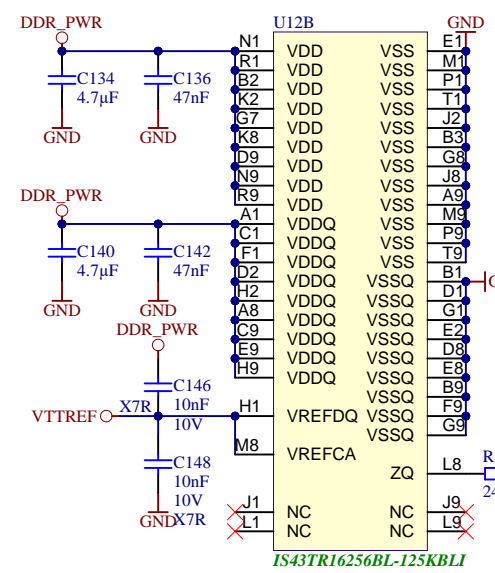 U12B
DDR_PWR
GND
N1 VDD VSS E1
R1 VDD VSS M1
B2 VDD VSS P1
K2 VDD VSS T1
G7 VDD VSS J2
K8 VDD VSS B3
D9 VDD VSS G8
N9 VDD VSS J8
R9 VDD VSS A9
A1 VDDQ VSS M9
C1 VDDQ VSS P9
F1 VDDQ VSS T9
D2 VDDQ VSSQ B1
H2 VDDQ VSSQ D1
A8 VDDQ VSSQ G1
C9 VDDQ VSSQ E2
E9 VDDQ VSSQ D8
H9 VDDQ VSSQ E8
VSSQ B9
H1 VREFDQ VSSQ F9
VSSQ G9
M8 VREFCA
ZQ L8
J1 NC NC J9
L1 NC NC L9
IS43TR16256BL-125KBLI
C134
4.7µF
GND
C136
47nF
GND
DDR_PWR
C140
4.7µF
GND
C142
47nF
GND
DDR_PWR
C146
10nF
10V
X7R
VTTREF
C148
10nF
10V
X7R
GND